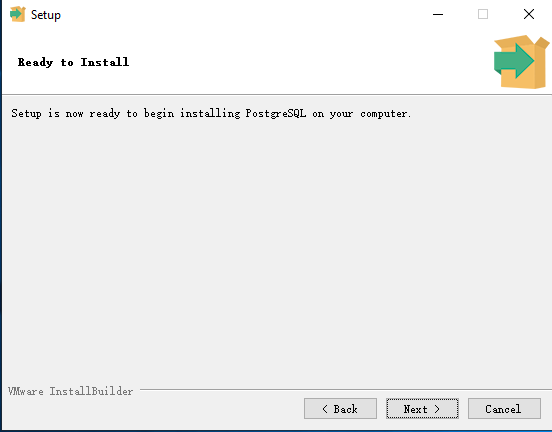 Setup
Ready to Install
Setup is now ready to begin installing PostgreSQL on your computer.
VMware InstallBuilder
< Back
Next >
Cancel